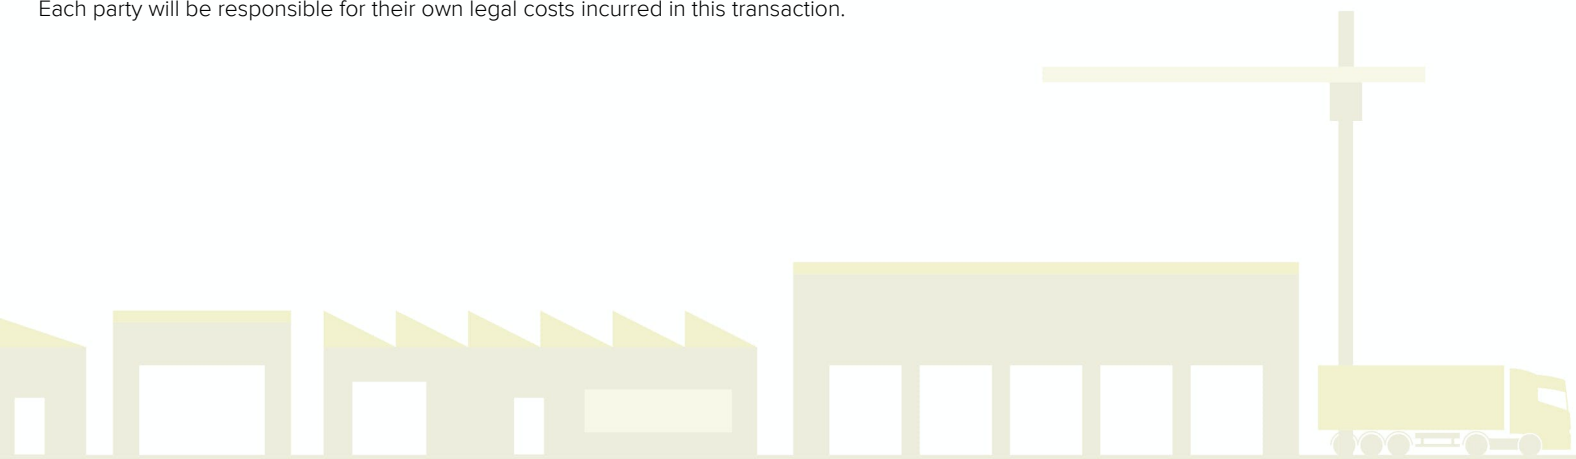 Each party will be responsible for their own legal costs incurred in this transaction.